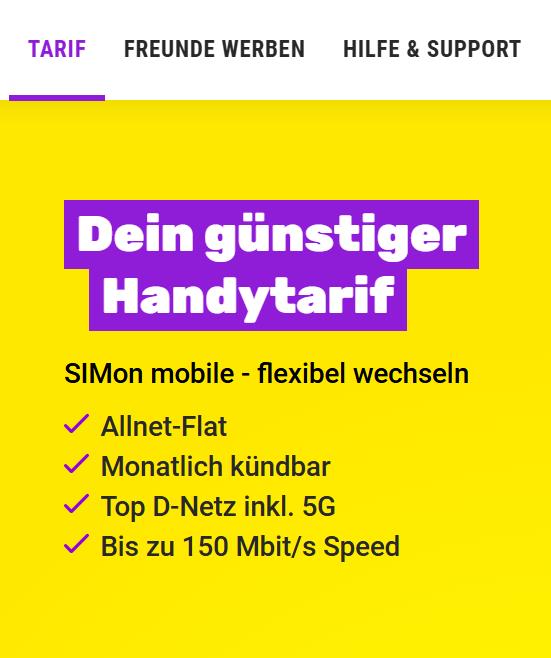 TARIF FREUNDE WERBEN HILFE & SUPPORT
Dein günstiger
Handytarif
SIMon mobile - flexibel wechseln
Allnet-Flat
Monatlich kündbar
Top D-Netz inkl. 5G
Bis zu 150 Mbit/s Speed